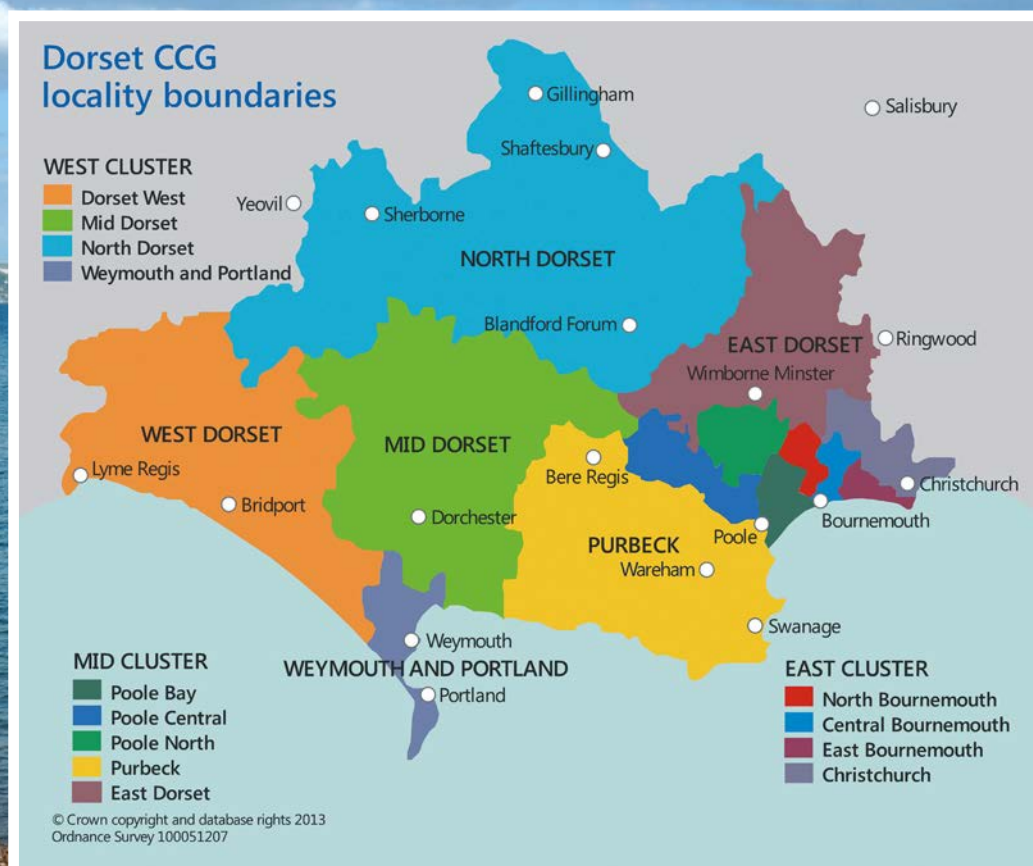 Dorset CCG
locality boundaries
WEST CLUSTER
Dorset West
Mid Dorset
North Dorset
Weymouth and Portland
Gillingham
Salisbury
Shaftesbury
Yeovil
Sherborne
NORTH DORSET
Blandford Forum
EAST DORSET
Ringwood
Wimborne Minster
WEST DORSET
MID DORSET
Lyme Regis
Bere Regis
Christchurch
Bridport
Dorchester
Bournemouth
Poole
PURBECK
Wareham
Swanage
Weymouth
WEYMOUTH AND PORTLAND
Portland
MID CLUSTER
Poole Bay
Poole Central
Poole North
Purbeck
East Dorset
EAST CLUSTER
North Bournemouth
Central Bournemouth
East Bournemouth
Christchurch
© Crown copyright and database rights 2013
Ordnance Survey 100051207